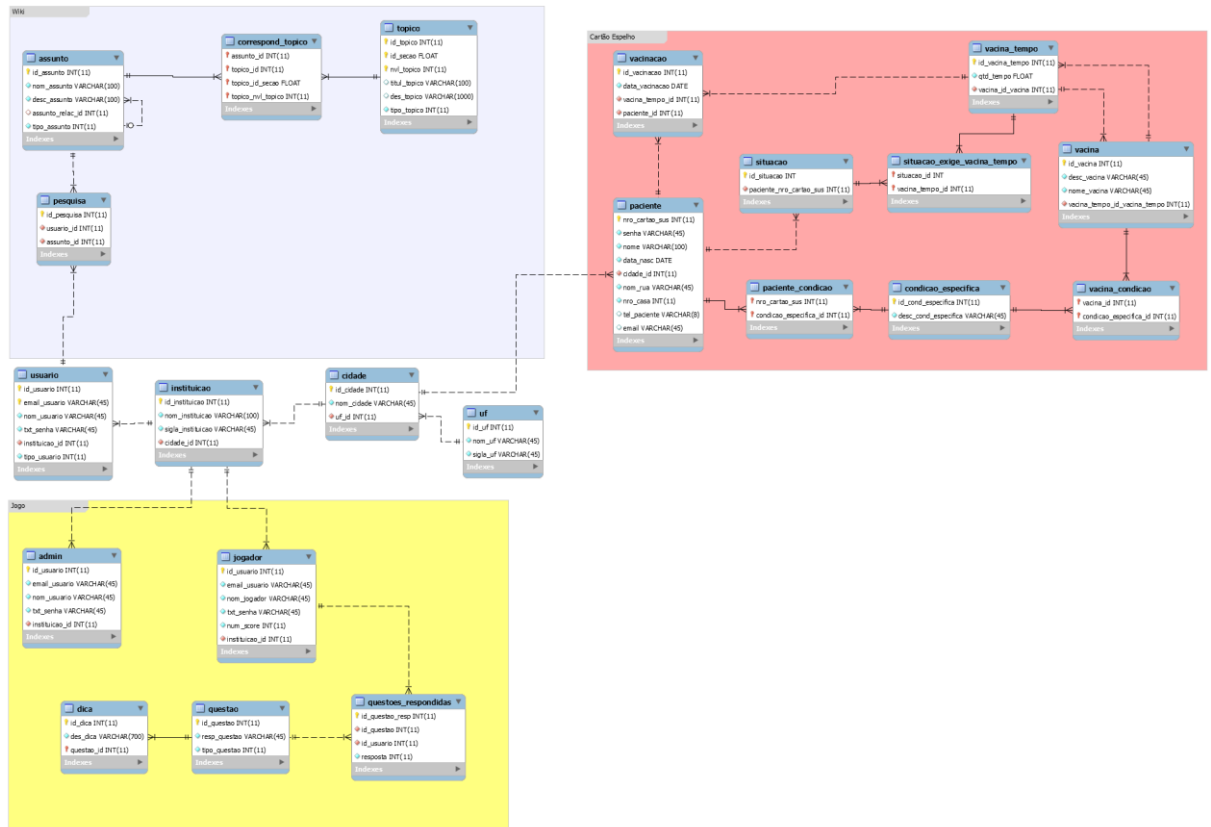 Wiki
assunto
id_assunto INT(11)
nom_assunto VARCHAR(100)
desc_assunto VARCHAR(100)
assunto_relac_id INT(11)
tipo_assunto INT(11)
Indexes
correspond_topico
assunto_id INT(11)
topico_id INT(11)
topico_id_secao FLOAT
topico_nvl_topico INT(11)
Indexes
topico
id_topico INT(11)
id_secao FLOAT
nvl_topico INT(11)
titul_topico VARCHAR(100)
des_topico VARCHAR(1000)
tipo_topico INT(11)
Indexes
pesquisa
id_pesquisa INT(11)
usuario_id INT(11)
assunto_id INT(11)
Indexes
Cartão Espelho
vacinacao
id_vacinacao INT(11)
data_vacinacao DATE
vacina_tempo_id INT(11)
paciente_id INT(11)
Indexes
vacina_tempo
id_vacina_tempo INT(11)
qtd_tempo FLOAT
vacina_id_vacina INT(11)
Indexes
situacao
id_situacao INT
paciente_nro_cartao_sus INT(11)
Indexes
situacao_exige_vacina_tempo
situacao_id INT
vacina_tempo_id INT(11)
Indexes
vacina
id_vacina INT(11)
desc_vacina VARCHAR(45)
nome_vacina VARCHAR(45)
vacina_tempo_id_vacina_tempo INT(11)
Indexes
paciente
nro_cartao_sus INT(11)
senha VARCHAR(45)
nome VARCHAR(100)
data_nasc DATE
cidade_id INT(11)
nom_rua VARCHAR(45)
nro_casa INT(11)
tel_paciente VARCHAR(8)
email VARCHAR(45)
Indexes
paciente_condicao
nro_cartao_sus INT(11)
condicao_especifica_id INT(11)
Indexes
condicao_especifica
id_cond_especifica INT(11)
desc_cond_especifica VARCHAR(45)
Indexes
vacina_condicao
vacina_id INT(11)
condicao_especifica_id INT(11)
Indexes
usuario
id_usuario INT(11)
email_usuario VARCHAR(45)
nom_usuario VARCHAR(45)
txt_senha VARCHAR(45)
instituicao_id INT(11)
tipo_usuario INT(11)
Indexes
instituicao
id_instituicao INT(11)
nom_instituicao VARCHAR(100)
sigla_instituicao VARCHAR(45)
cidade_id INT(11)
Indexes
cidade
id_cidade INT(11)
nom_cidade VARCHAR(45)
uf_id INT(11)
Indexes
uf
id_uf INT(11)
nom_uf VARCHAR(45)
sigla_uf VARCHAR(45)
Indexes
Jogo
admin
id_usuario INT(11)
email_usuario VARCHAR(45)
nom_usuario VARCHAR(45)
txt_senha VARCHAR(45)
instituicao_id INT(11)
Indexes
jogador
id_usuario INT(11)
email_usuario VARCHAR(45)
nom_jogador VARCHAR(45)
txt_senha VARCHAR(45)
num_score INT(11)
instituicao_id INT(11)
Indexes
dica
id_dica INT(11)
des_dica VARCHAR(700)
questao_id INT(11)
Indexes
questao
id_questao INT(11)
resp_questao VARCHAR(45)
tipo_questao INT(11)
Indexes
questoes_respondidas
id_questao_resp INT(11)
id_questao INT(11)
id_usuario INT(11)
resposta INT(11)
Indexes